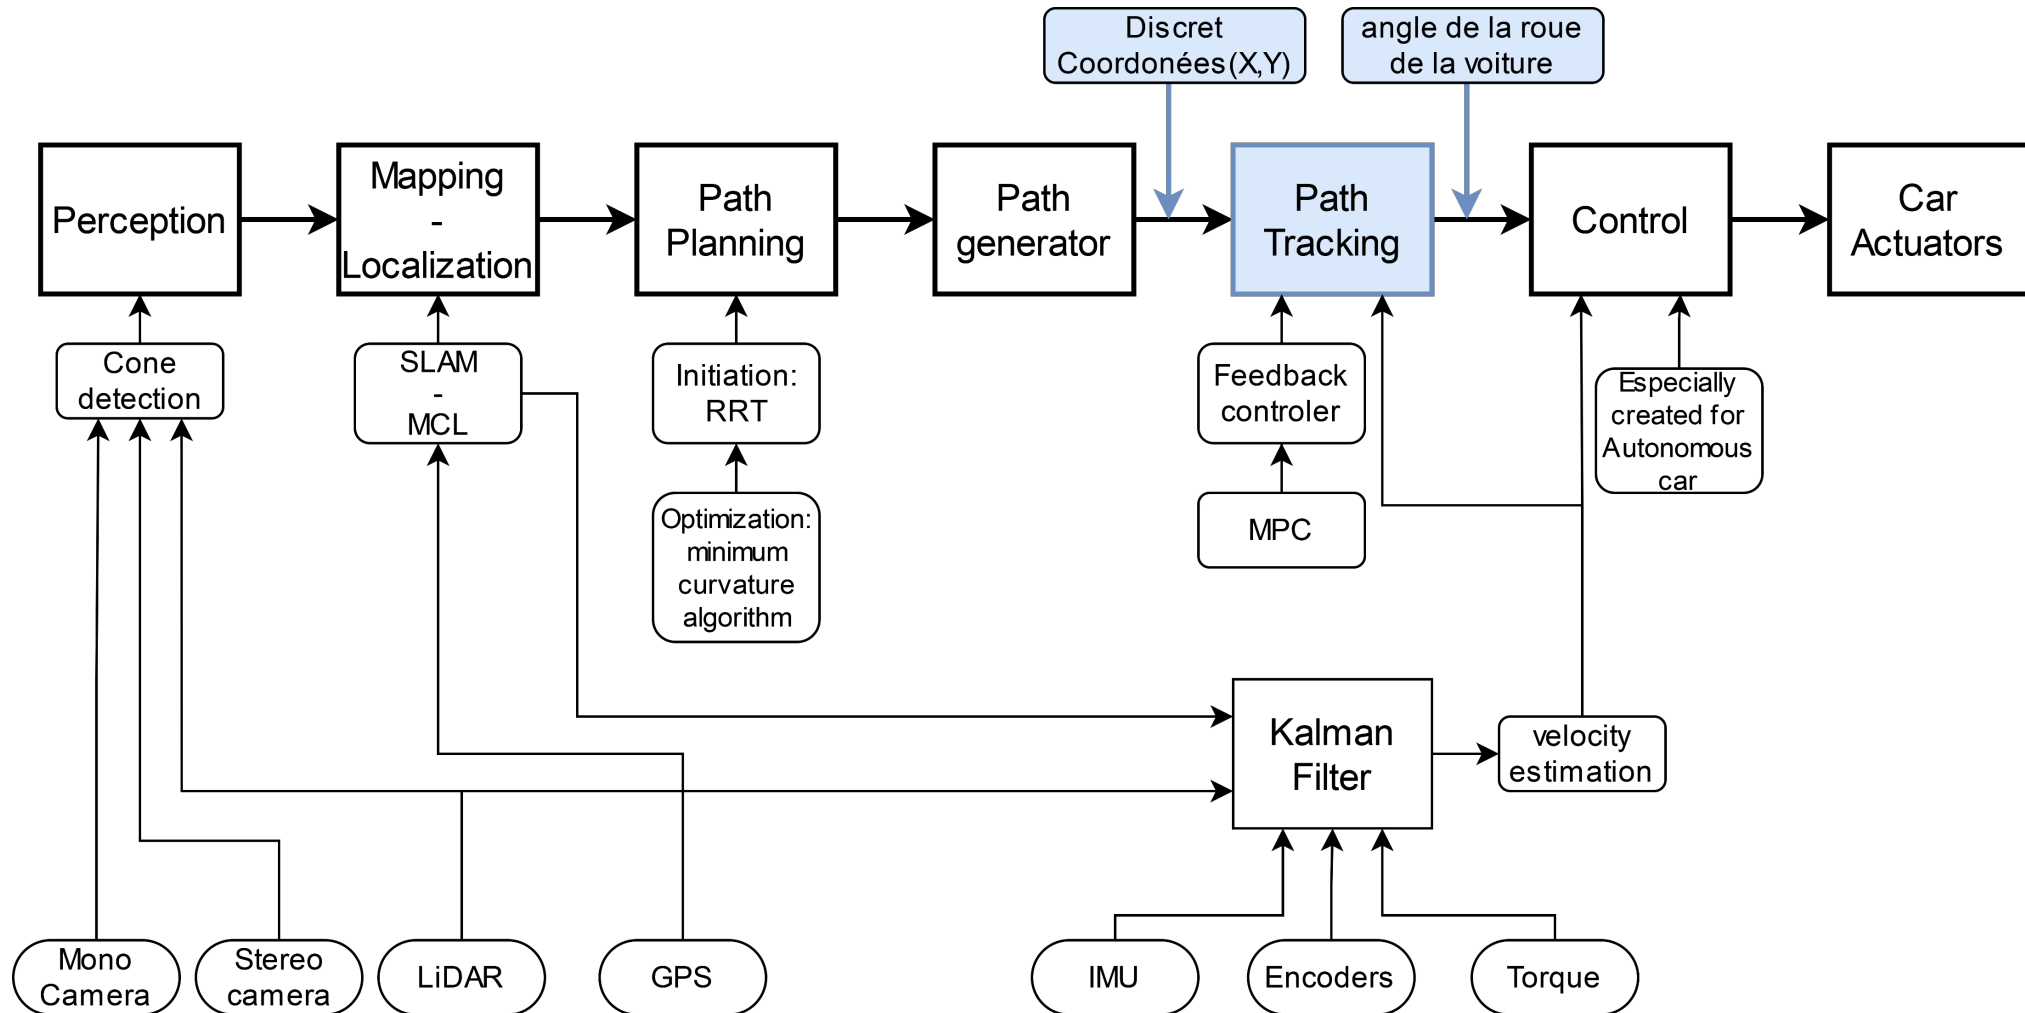 Discret
Coordonées(X,Y)
angle de la roue
de la voiture
Perception
Mapping
-
Localization
Path
Planning
Path
generator
Path
Tracking
Control
Car
Actuators
Cone
detection
SLAM
-
MCL
Initiation:
RRT
Feedback
controler
Especially
created for
Autonomous
car
Optimization:
minimum
curvature
algorithm
MPC
Kalman
Filter
velocity
estimation
Mono
Camera
Stereo
camera
LiDAR
GPS
IMU
Encoders
Torque